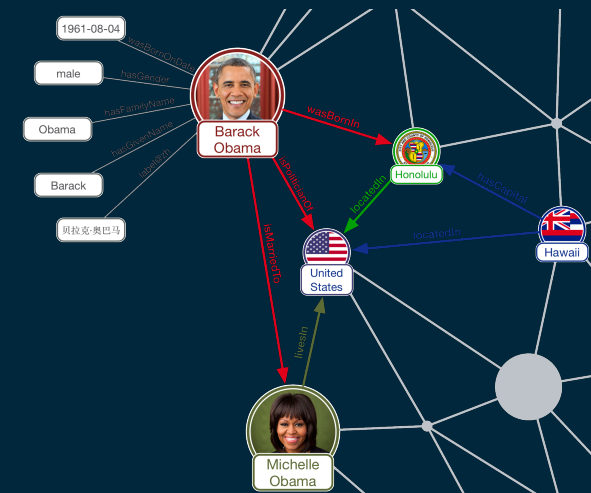 1961-08-04
wasBornOnDate
male
hasGender
hasFamilyName
Obama
hasGivenName
Barack
label@zh
贝拉克·奥巴马
Barack
Obama
wasBornIn
Honolulu
isPoliticianOf
locatedIn
hasCapital
locatedIn
Hawaii
United
States
isMarriedTo
livesIn
Michelle
Obama